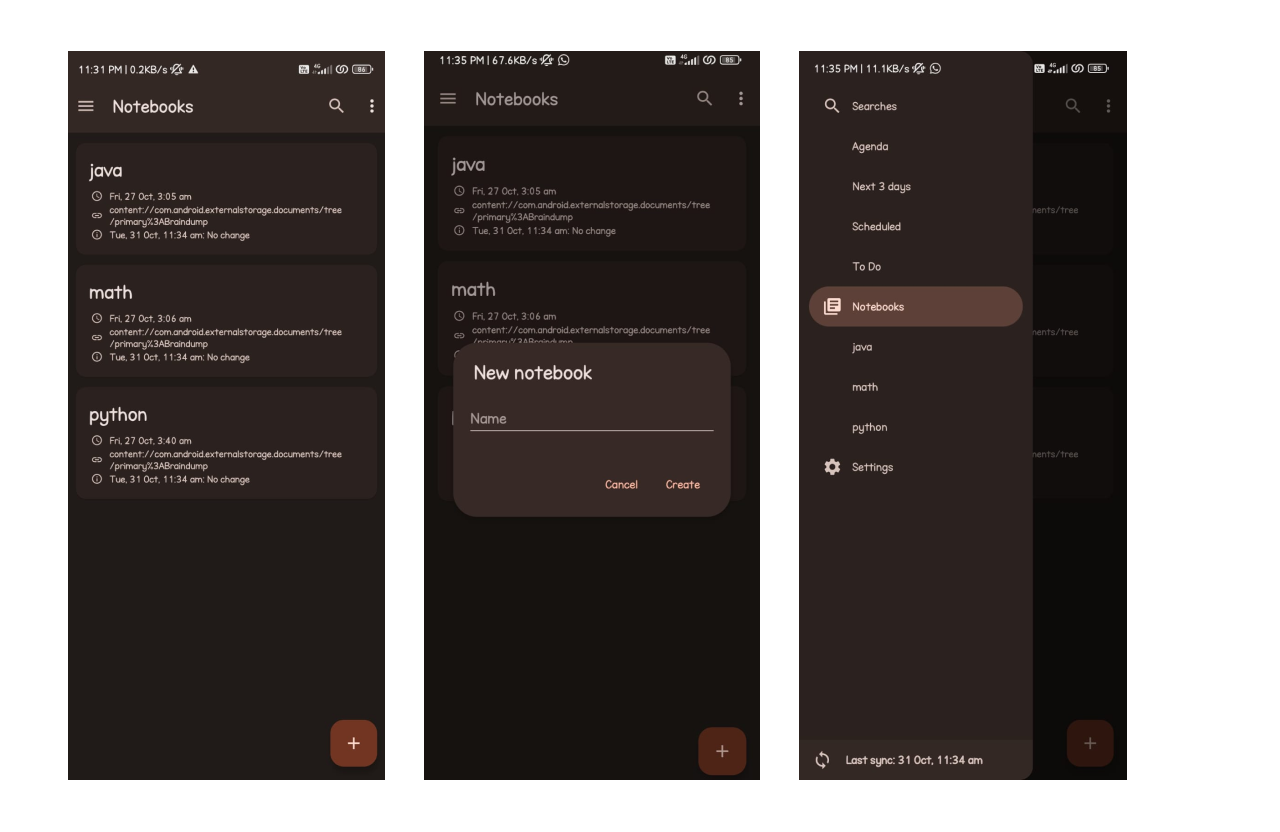 11:31 PM | 0.2KB/s
86
Notebooks
java
Fri, 27 Oct, 3:05 am
content://com.android.externalstorage.documents/tree
/primary%3ABraindump
Tue, 31 Oct, 11:34 am: No change
math
Fri, 27 Oct, 3:06 am
content://com.android.externalstorage.documents/tree
/primary%3ABraindump
Tue, 31 Oct, 11:34 am: No change
python
Fri, 27 Oct, 3:40 am
content://com.android.externalstorage.documents/tree
/primary%3ABraindump
Tue, 31 Oct, 11:34 am: No change
+
11:35 PM | 67.6KB/s
4G
85
Notebooks
java
Fri, 27 Oct, 3:05 am
content://com.android.externalstorage.documents/tree
/primary%3ABraindump
Tue, 31 Oct, 11:34 am: No change
math
Fri, 27 Oct, 3:06 am
content://com.android.externalstorage.documents/tree
/primary%3ABraindump
New notebook
Name
Cancel
Create
+
11:35 PM | 11.1KB/s
4G
85
Searches
Agenda
Next 3 days
Scheduled
To Do
Notebooks
java
math
python
Settings
ments/tree
ments/tree
ments/tree
+
Last sync: 31 Oct, 11:34 am